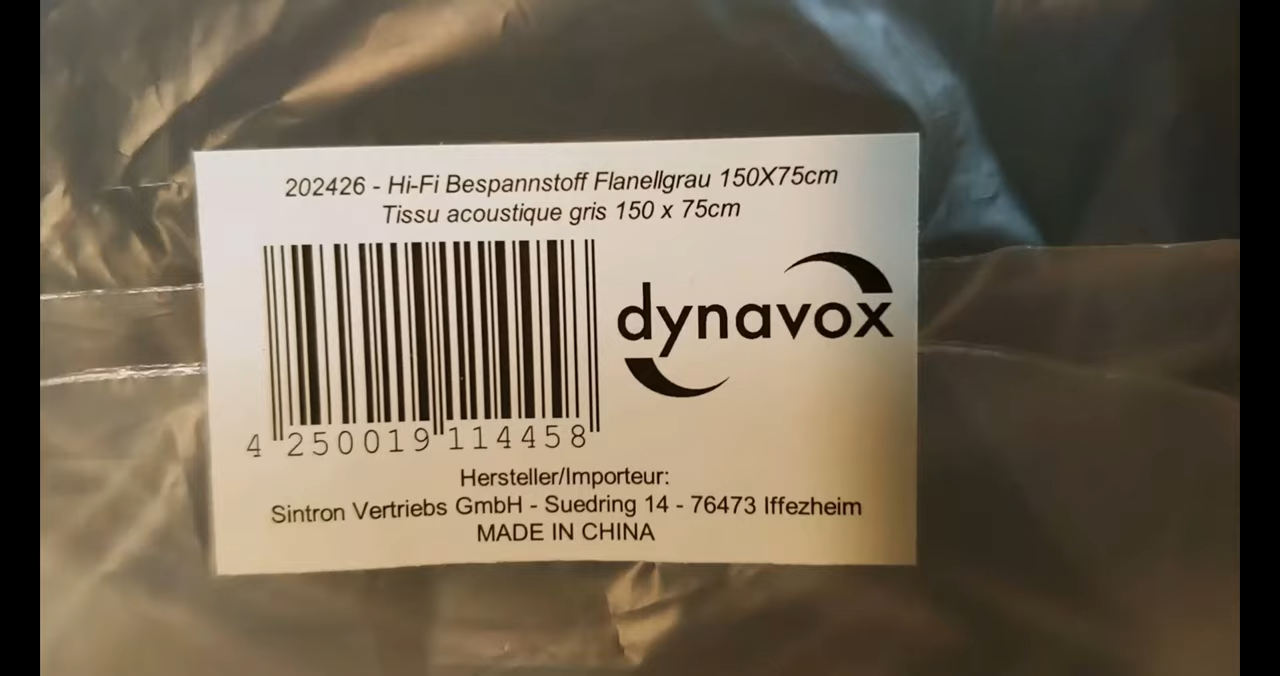 202426 - Hi-Fi Bespannstoff Flanellgrau 150X75cm
Tissu acoustique gris 150 x 75cm
dynavox
4 250019 114458
Hersteller/Importeur:
Sintron Vertriebs GmbH - Suedring 14 - 76473 Iffezheim
MADE IN CHINA